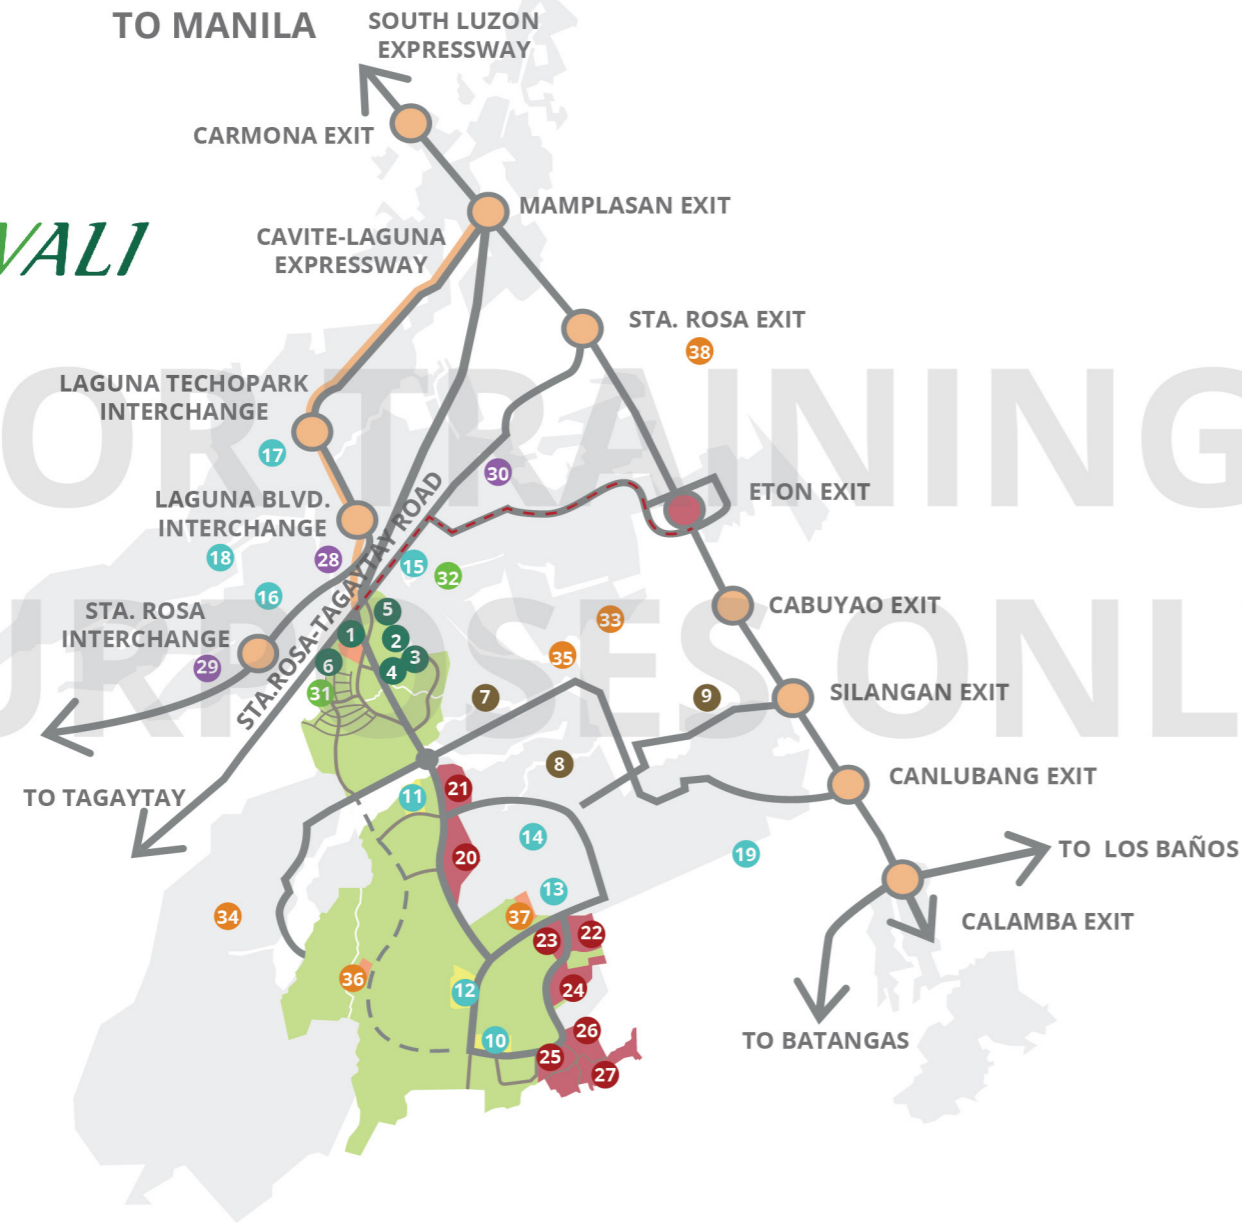 TO MANILA
SOUTH LUZON
EXPRESSWAY
CARMONA EXIT
MAMPLASAN EXIT
CAVITE-LAGUNA
EXPRESSWAY
VALI
STA. ROSA EXIT
38
LAGUNA TECHOPARK
INTERCHANGE
OR TRAINING
17
30
LAGUNA BLVD.
INTERCHANGE
ETON EXIT
STA.ROSA-TAGAYTAY ROAD
18
28
15
32
16
STA. ROSA
INTERCHANGE
CABUYAO EXIT
5
33
1
2
URPOSES ONL
29
6
3
35
4
31
7
9
SILANGAN EXIT
8
CANLUBANG EXIT
TO TAGAYTAY
11
21
14
20
19
TO LOS BAÑOS
13
34
37
CALAMBA EXIT
23
22
36
12
24
10
26
TO BATANGAS
25
27